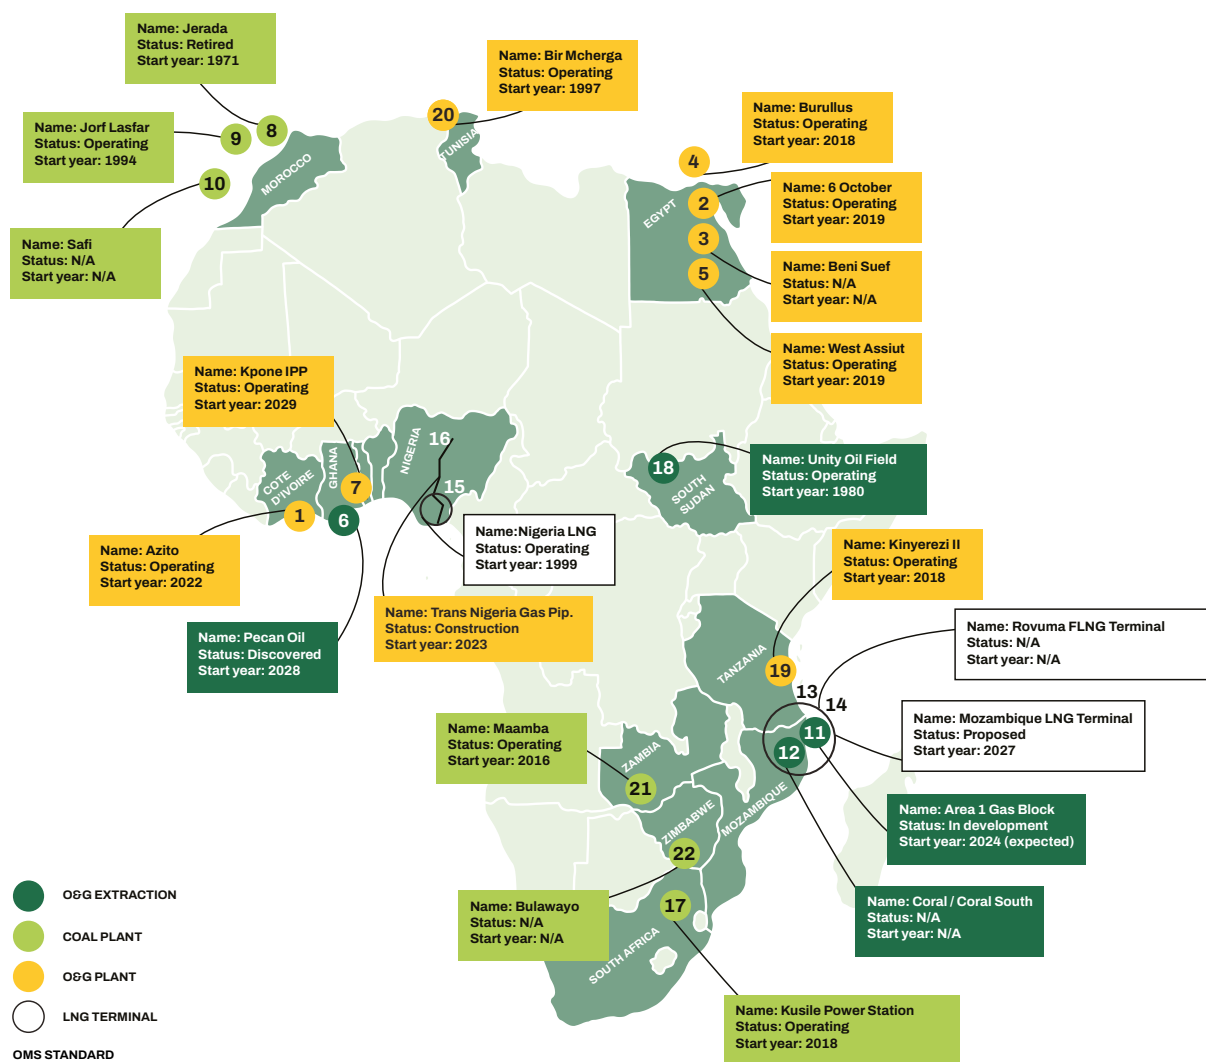 Name: Jerada
Status: Retired
Start year: 1971
Name: Bir Mcherga
Status: Operating
Start year: 1997
Name: Burullus
Status: Operating
Start year: 2018
Name: Jorf Lasfar
Status: Operating
Start year: 1994
20
8
9
10
4
TUNISIA
MOROCCO
Name: 6 October
Status: Operating
Start year: 2019
EGYPT
2
3
5
Name: Safi
Status: N/A
Start year: N/A
Name: Beni Suef
Status: N/A
Start year: N/A
Name: West Assiut
Status: Operating
Start year: 2019
Name: Kpone IPP
Status: Operating
Start year: 2029
16
15
NIGERIA
GHANA
COTE
D'IVOIRE
7
1
6
18
SOUTH
SUDAN
Name: Unity Oil Field
Status: Operating
Start year: 1980
Name: Azito
Status: Operating
Start year: 2022
Name:Nigeria LNG
Status: Operating
Start year: 1999
Name: Kinyerezi II
Status: Operating
Start year: 2018
Name: Trans Nigeria Gas Pip.
Status: Construction
Start year: 2023
Name: Pecan Oil
Status: Discovered
Start year: 2028
Name: Rovuma FLNG Terminal
Status: N/A
Start year: N/A
TANZANIA
19
13
14
11
12
Name: Mozambique LNG Terminal
Status: Proposed
Start year: 2027
Name: Maamba
Status: Operating
Start year: 2016
ZAMBIA
21
MOZAMBIQUE
ZIMBABWE
22
Name: Area 1 Gas Block
Status: In development
Start year: 2024 (expected)
Name: Coral / Coral South
Status: N/A
Start year: N/A
Name: Bulawayo
Status: N/A
Start year: N/A
17
SOUTH AFRICA
Name: Kusile Power Station
Status: Operating
Start year: 2018
O&G EXTRACTION
COAL PLANT
O&G PLANT
LNG TERMINAL
OMS STANDARD